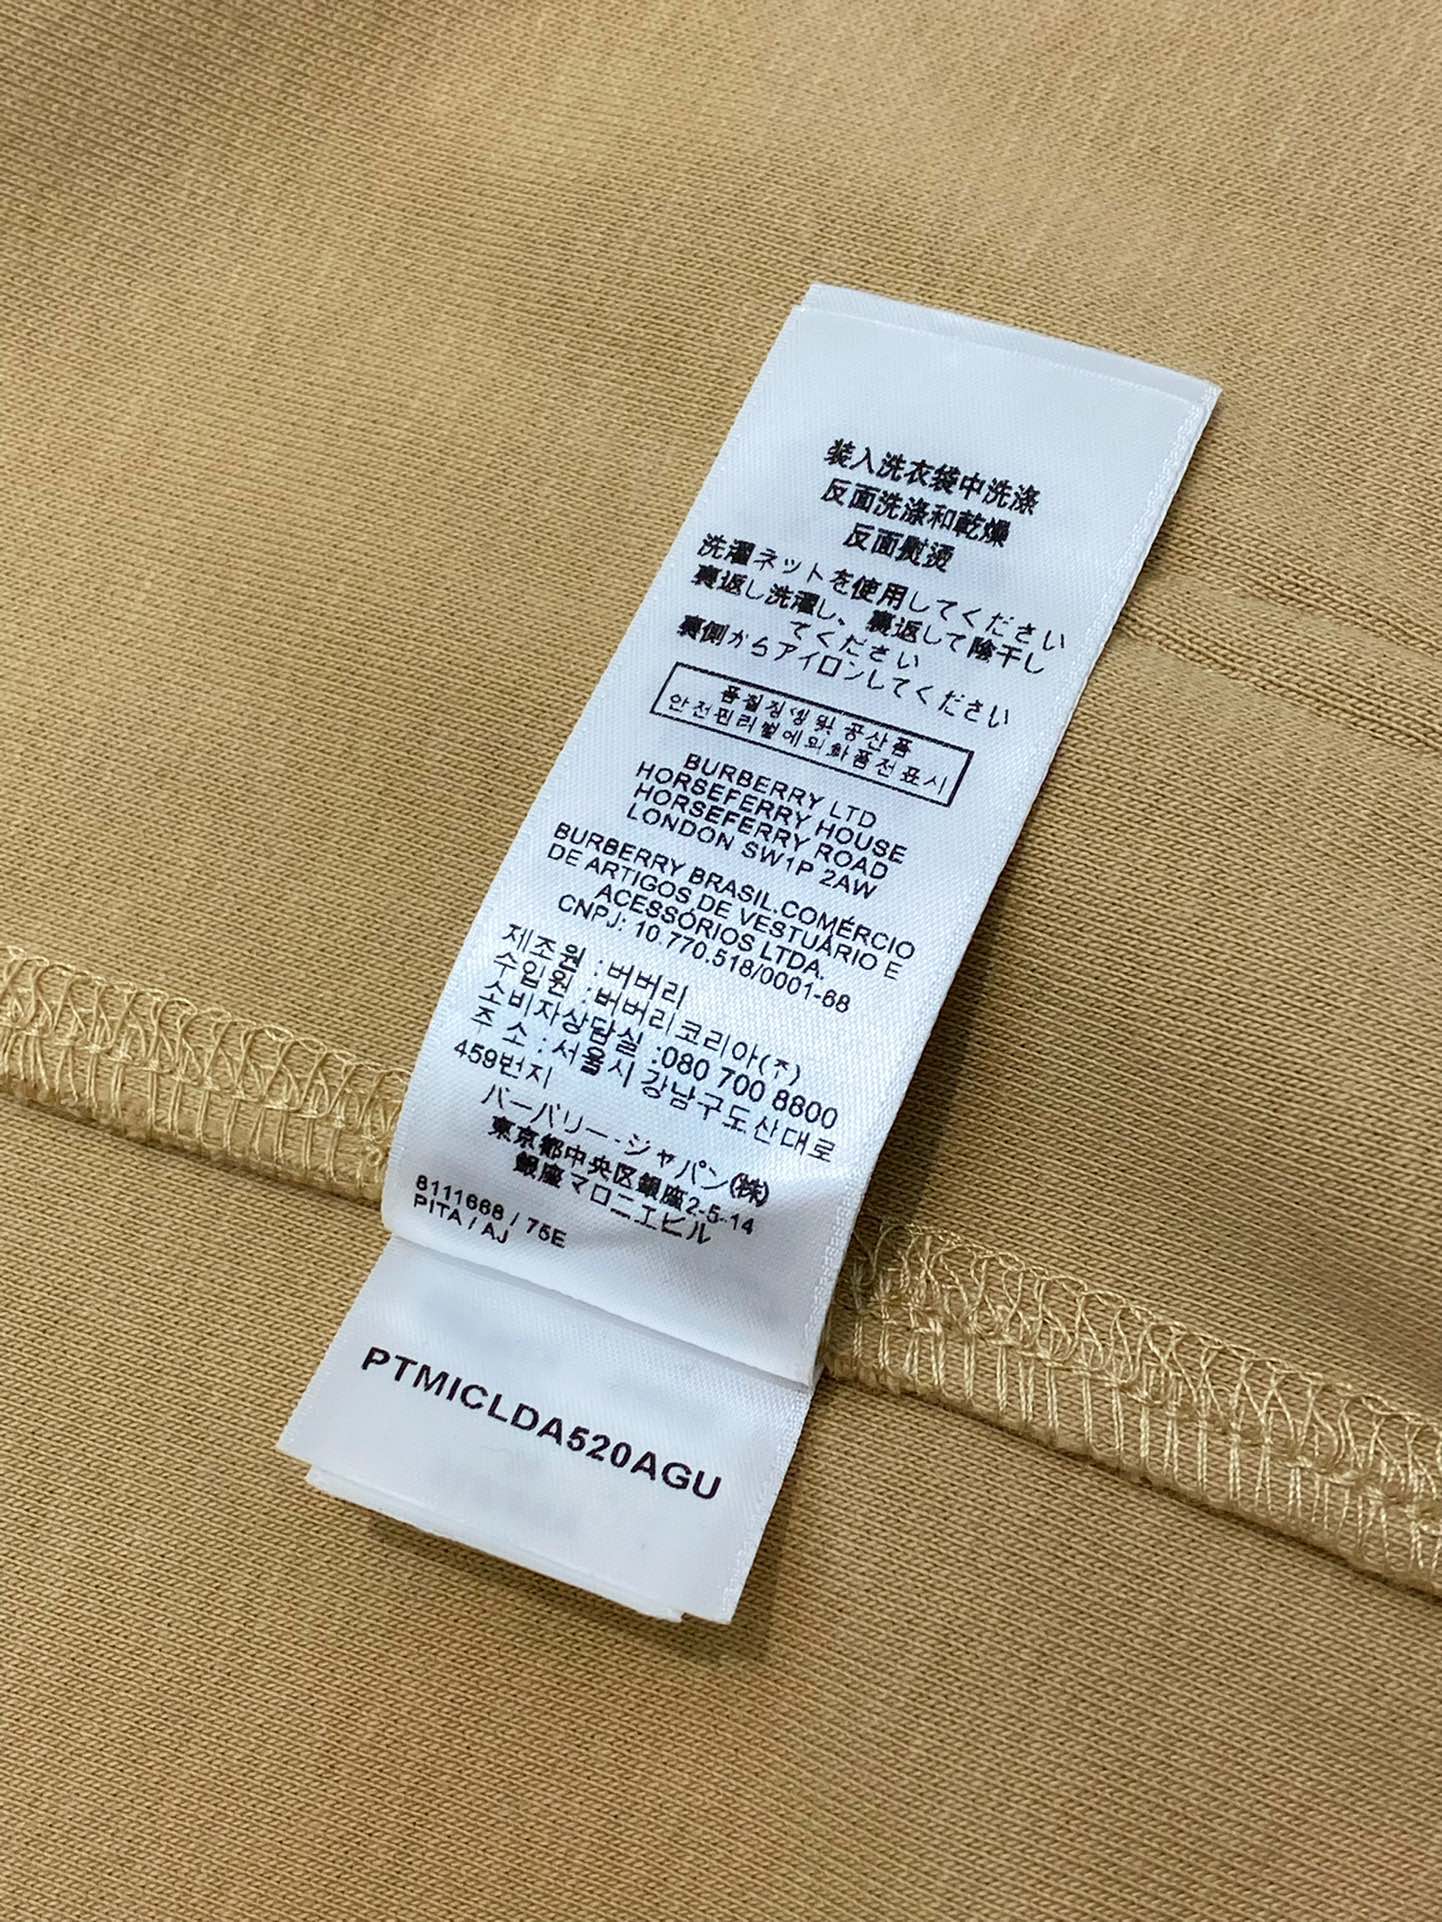 装入洗衣袋中洗涤
反面洗涤和乾燥
反面熨烫
洗濯ネットを使用してください
裏返し洗濯し、裏返して陰干し
てください
裏側からアイロンしてください
품질경영및 공산품
안전관리법에의한품전표시
BURBERRY LTD
HORSEFERRY HOUSE
HORSEFERRY ROAD
LONDON SW1P 2AW
BURBERRY BRASIL.COMÉRCIO
DE ARTIGOS DE VESTUÁRIO E
ACESSÓRIOS LTDA.
CNPJ: 10.770.518/0001-68
제조원 : 버버리
수입원 : 버버리코리아(주)
소비자상담실 :080 700 8800
주 소 : 서울시 강남구도산대로
459번지
バーバリー・ジャパン(株)
東京都中央区銀座2-5-14
銀座マロニエビル
8111668 / 75E
PITA / AJ
PTMICLDA520AGU